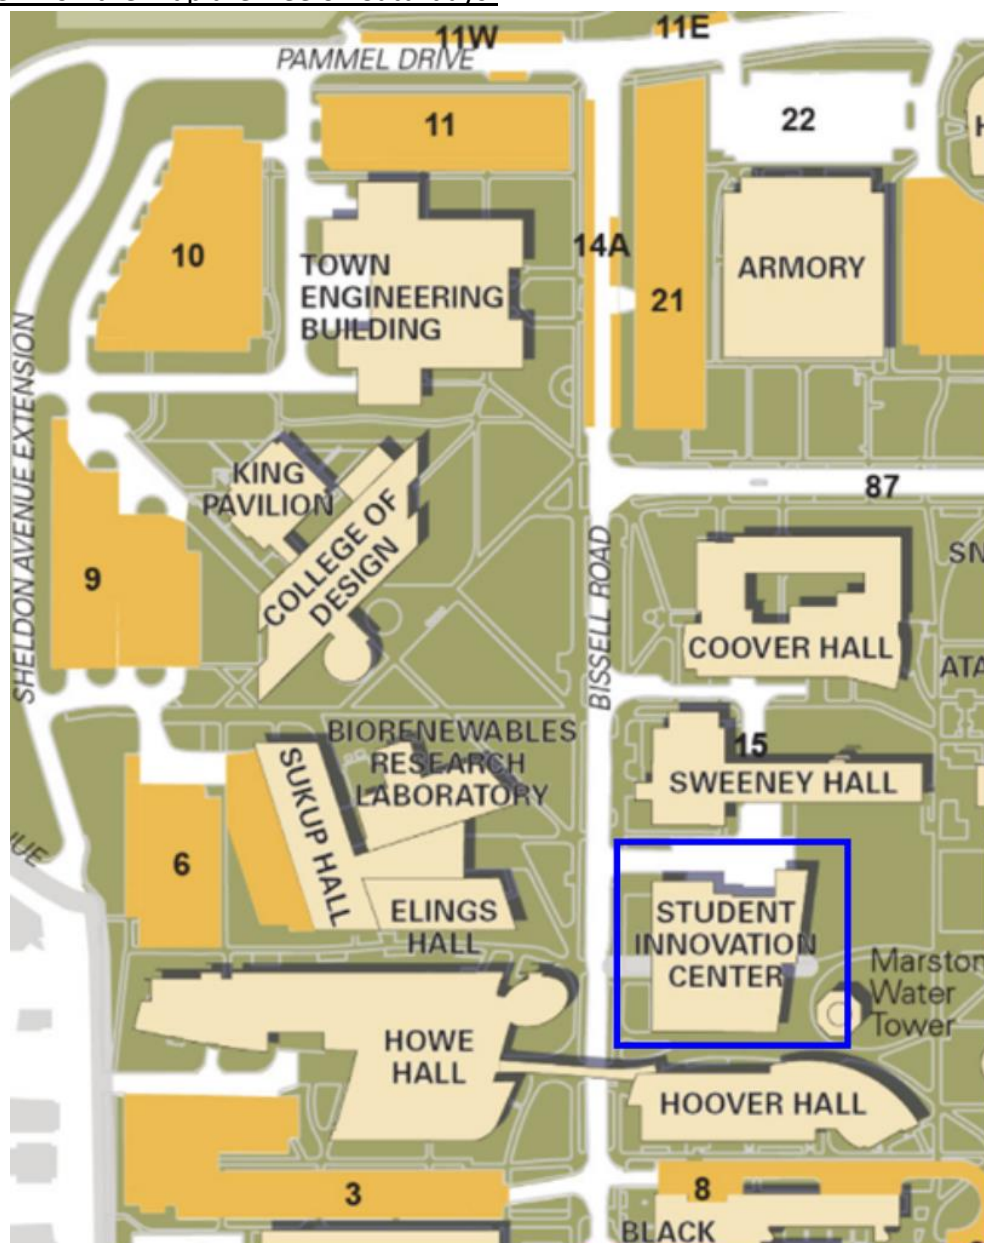 11W
11E
PAMMEL DRIVE
11
22
10
TOWN
ENGINEERING
BUILDING
14A
21
ARMORY
SHELDON AVENUE EXTENSION
KING
PAVILION
COLLEGE OF
DESIGN
87
9
BISSELL ROAD
COOVER HALL
SN
ATA
BIORENEWABLES
RESEARCH
LABORATORY
SUKUP HALL
15
SWEENEY HALL
6
ELINGS
HALL
STUDENT
INNOVATION
CENTER
Marston
Water
Tower
HOWE
HALL
HOOVER HALL
3
8
BLACK